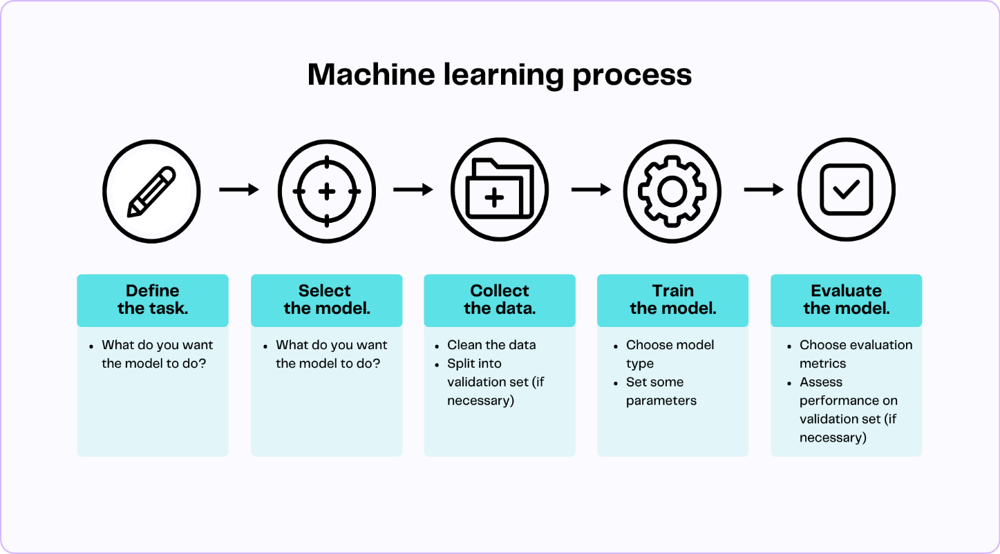 Machine learning process
Define
the task.
• What do you want
the model to do?
Select
the model.
• What do you want
the model to do?
Collect
the data.
• Clean the data
• Split into
validation set (if
necessary)
Train
the model.
• Choose model
type
• Set some
parameters
Evaluate
the model.
• Choose evaluation
metrics
• Assess
performance on
validation set (if
necessary)